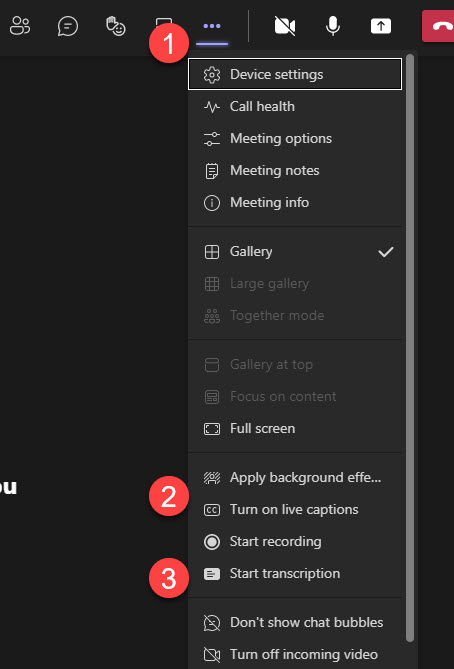 1
Device settings
Call health
Meeting options
Meeting notes
Meeting info
Gallery
Large gallery
Together mode
Gallery at top
Focus on content
Full screen
Apply background effe...
ou
2
Turn on live captions
Start recording
3
Start transcription
Don't show chat bubbles
Turn off incoming video